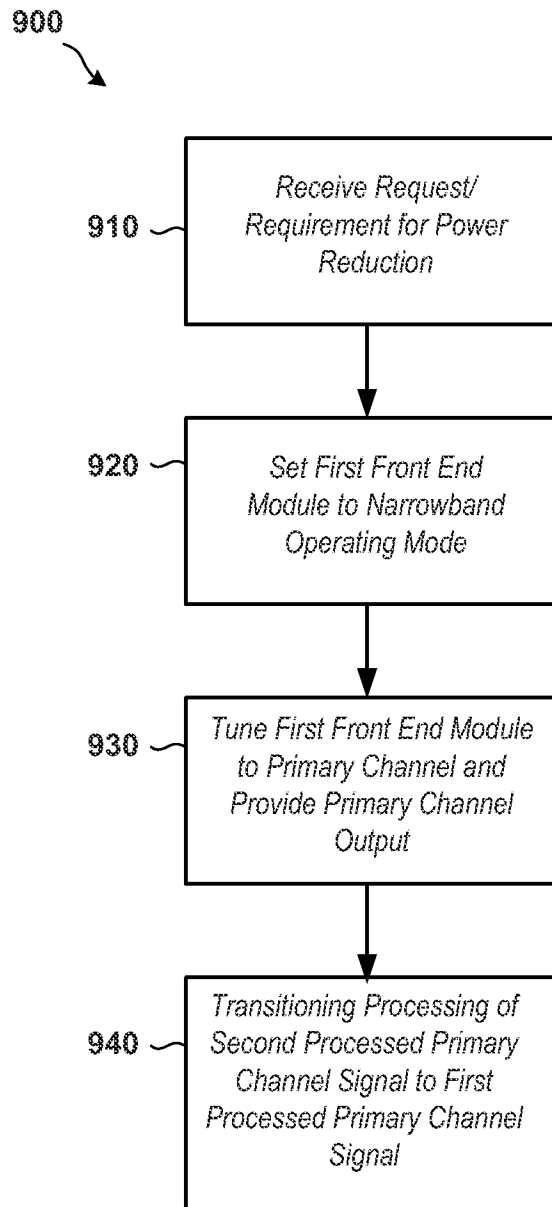 900
910
Receive Request/
Requirement for Power
Reduction
920
Set First Front End
Module to Narrowband
Operating Mode
930
Tune First Front End Module
to Primary Channel and
Provide Primary Channel
Output
940
Transitioning Processing of
Second Processed Primary
Channel Signal to First
Processed Primary Channel
Signal